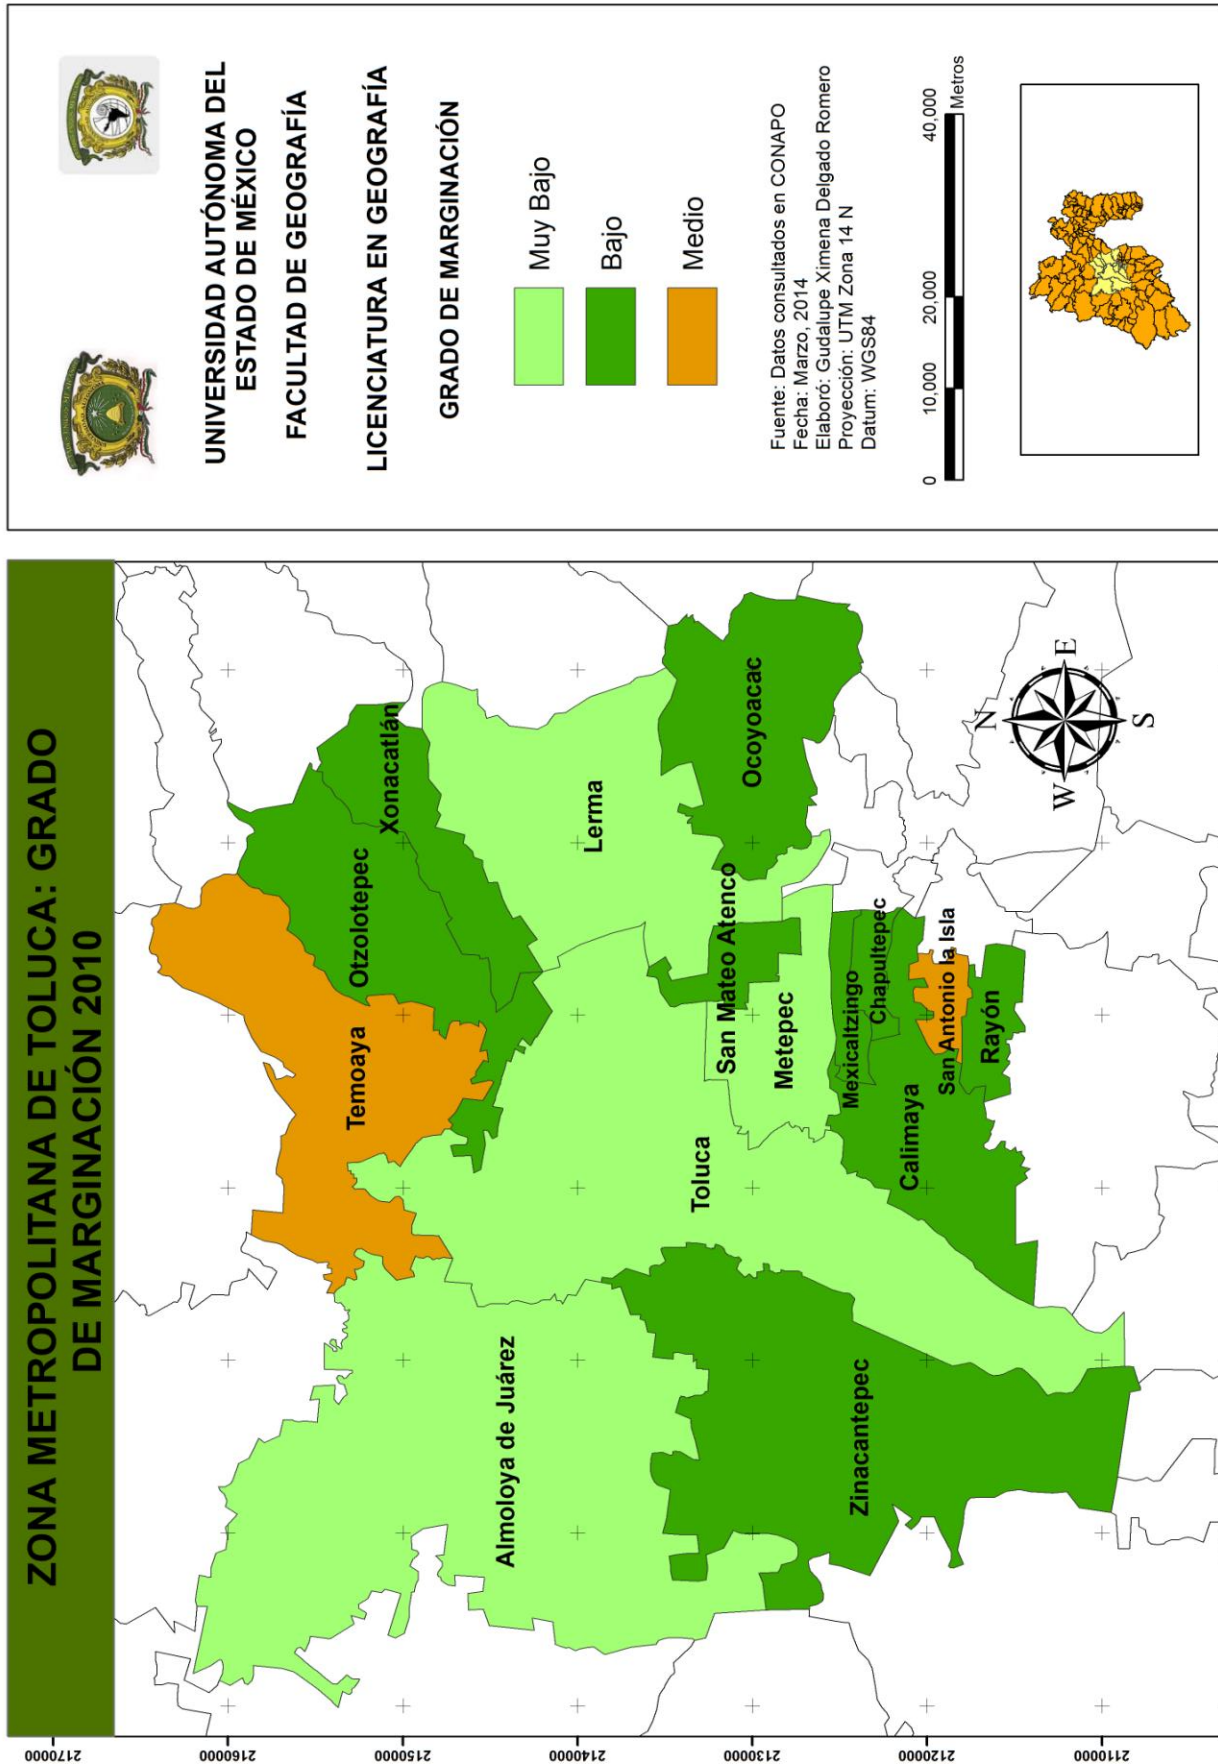 ZONA METROPOLITANA DE TOLUCA: GRADO
DE MARGINACIÓN 2010
2170000
2160000
2150000
2140000
2130000
2120000
2110000
Temoaya
Otzolotepec
Xonacatlán
Almoloya de Juárez
Lerma
Toluca
San Mateo Atenco
Ocoyoacac
Metepec
Mexicaltzingo
Chapultepec
Zinacantepec
Calimaya
San Antonio la Isla
Rayón
N
W
E
S
UNIVERSIDAD AUTÓNOMA DEL
ESTADO DE MÉXICO
FACULTAD DE GEOGRAFÍA
LICENCIATURA EN GEOGRAFÍA
GRADO DE MARGINACIÓN
Muy Bajo
Bajo
Medio
Fuente: Datos consultados en CONAPO
Fecha: Marzo, 2014
Elaboró: Gudalupe Ximena Delgado Romero
Proyección: UTM Zona 14 N
Datum: WGS84
0 10,000 20,000 40,000
Metros